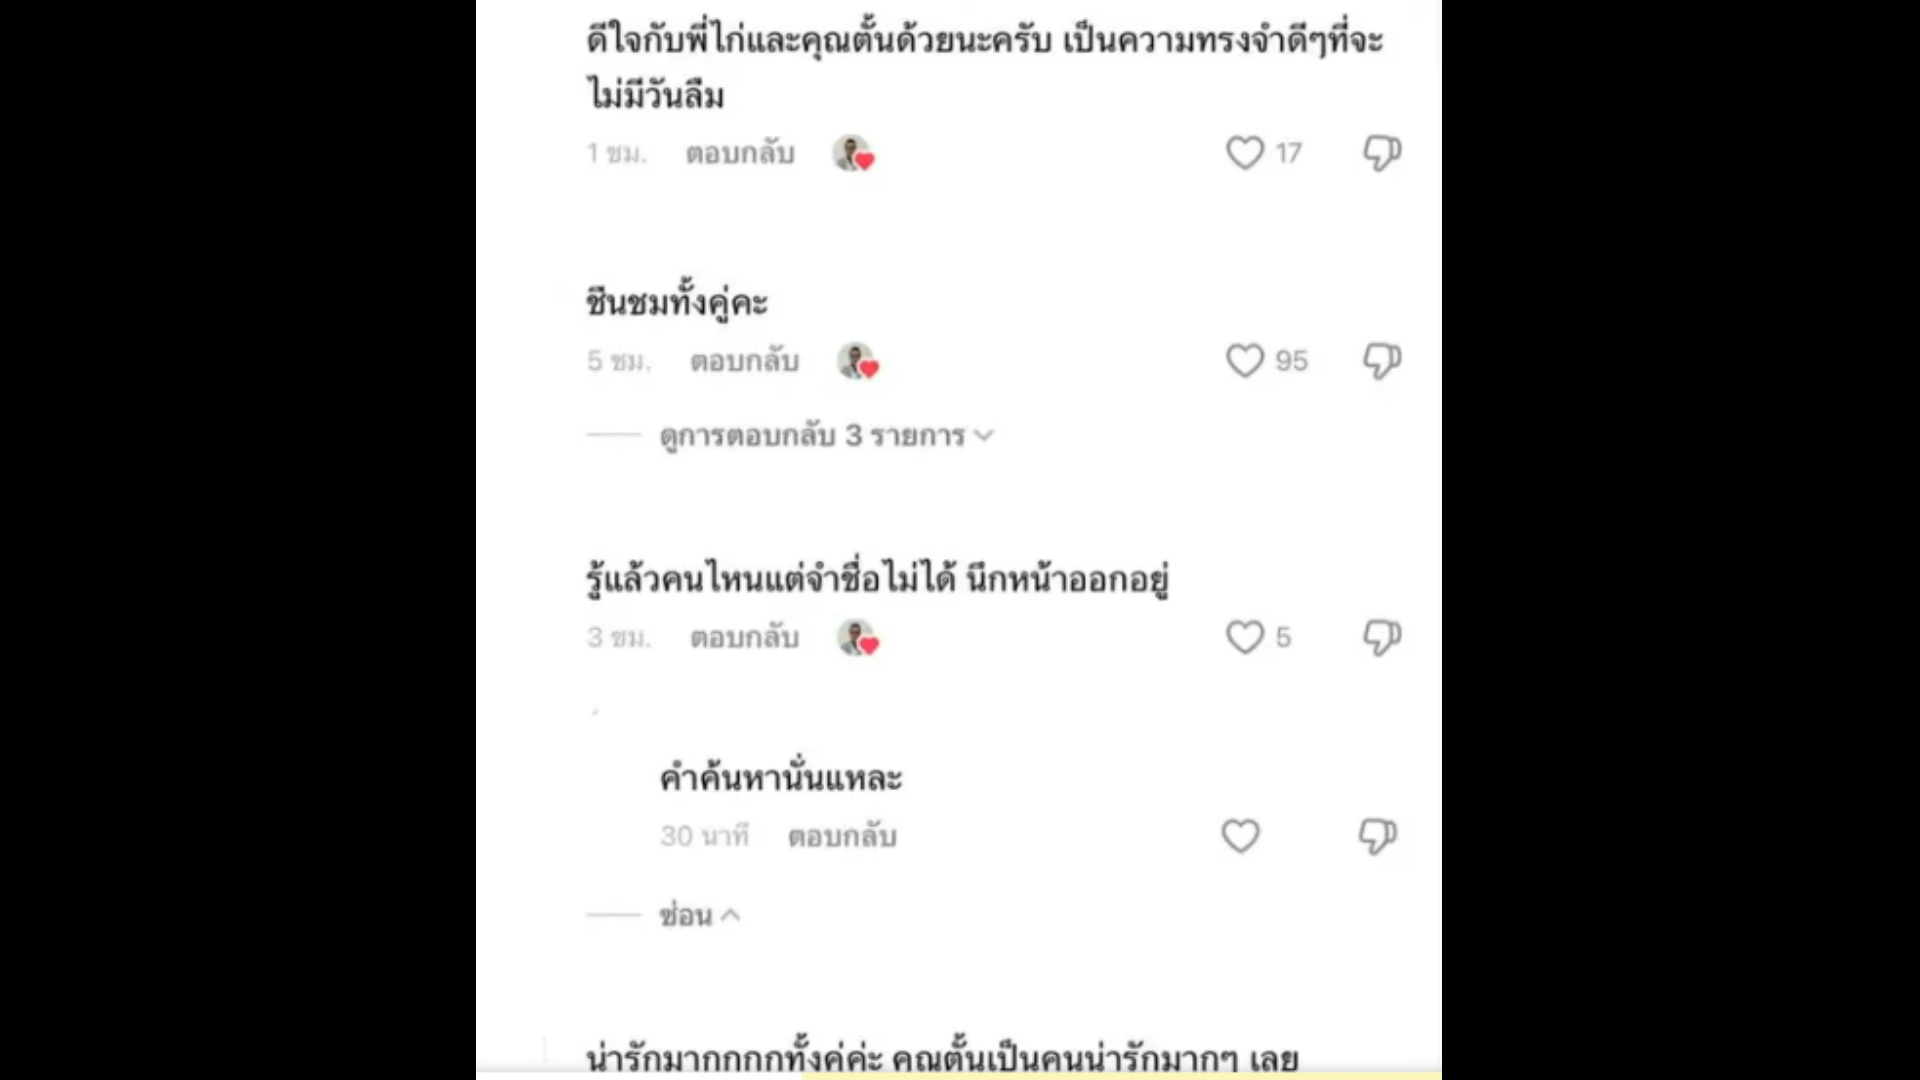 ดีใจกับพี่ไก่และคุณตั้นด้วยนะครับ เป็นความทรงจำดีๆที่จะ
ไม่มีวันลืม
1 ชม. ตอบกลับ 17
ชืนชมทั้งคู่คะ
5 ชม. ตอบกลับ 95
ดูการตอบกลับ 3 รายการ
รู้แล้วคนไหนแต่จำชื่อไม่ได้ นึกหน้าออกอยู่
3 ชม. ตอบกลับ 5
คำค้นหานั่นแหละ
30 นาที ตอบกลับ
ซ่อน
น่ารักมากกกกทั้งคู่ค่ะ คุณตั้นเป็นคนน่ารักมากๆ เลย